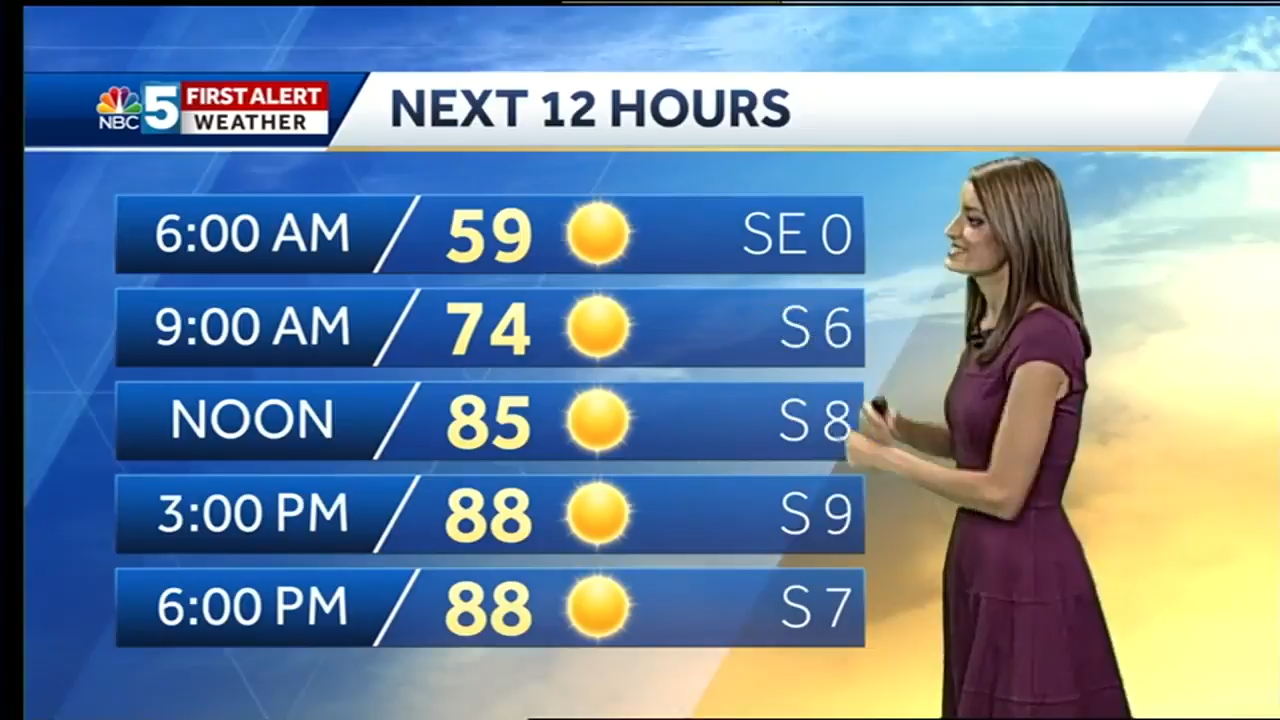 NBC 5 FIRST ALERT WEATHER
NEXT 12 HOURS
6:00 AM 59 SE 0
9:00 AM 74 S 6
NOON 85 S 8
3:00 PM 88 S 9
6:00 PM 88 S 7